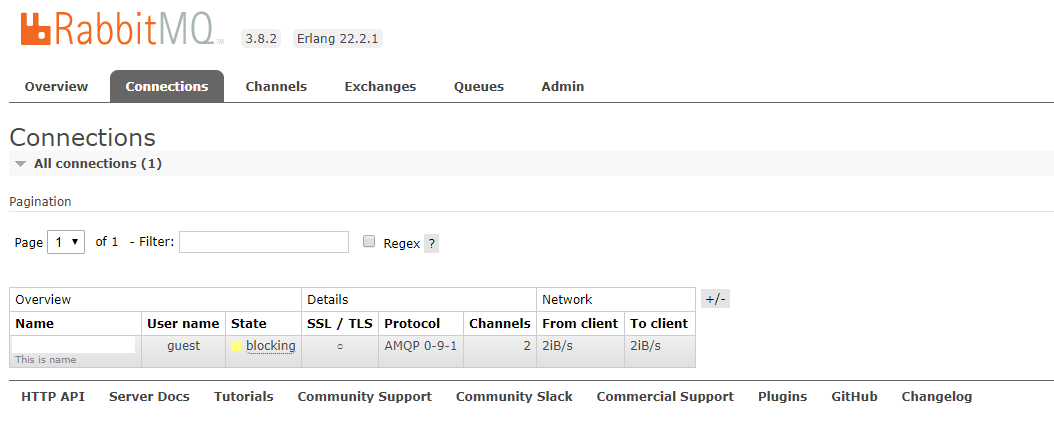 RabbitMQ TM 3.8.2 Erlang 22.2.1
Overview Connections Channels Exchanges Queues Admin
Connections
All connections (1)
Pagination
Page 1 of 1 - Filter: Regex ?
Overview Details Network +/-
Name User name State SSL / TLS Protocol Channels From client To client
guest blocking ○ AMQP 0-9-1 2 2iB/s 2iB/s
This is name
HTTP API Server Docs Tutorials Community Support Community Slack Commercial Support Plugins GitHub Changelog